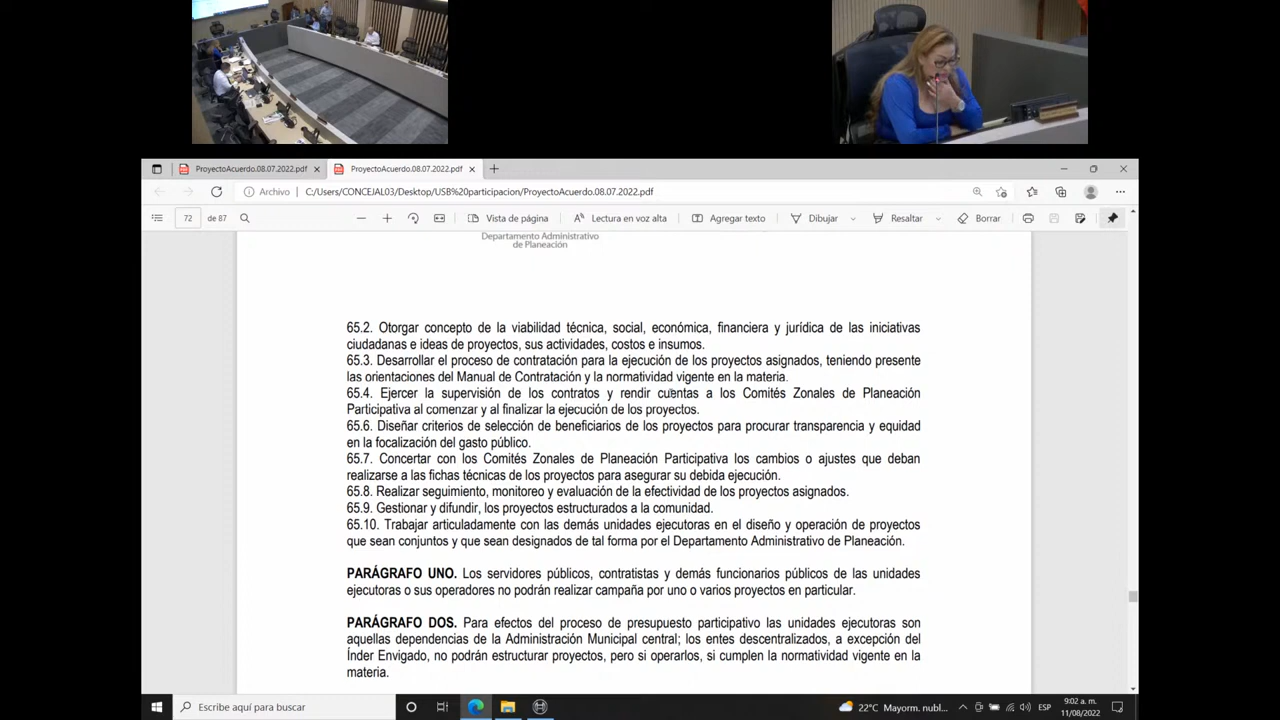 ProyectoAcuerdo.08.07.2022.pdf
ProyectoAcuerdo.08.07.2022.pdf
Archivo
C:/Users/CONCEJAL03/Desktop/USB%20participacion/ProyectoAcuerdo.08.07.2022.pdf
72 de 87
Vista de página
Lectura en voz alta
Agregar texto
Dibujar
Resaltar
Borrar
Departamento Administrativo
de Planeación
65.2. Otorgar concepto de la viabilidad técnica, social, económica, financiera y jurídica de las iniciativas
ciudadanas e ideas de proyectos, sus actividades, costos e insumos.
65.3. Desarrollar el proceso de contratación para la ejecución de los proyectos asignados, teniendo presente
las orientaciones del Manual de Contratación y la normatividad vigente en la materia.
65.4. Ejercer la supervisión de los contratos y rendir cuentas a los Comités Zonales de Planeación
Participativa al comenzar y al finalizar la ejecución de los proyectos.
65.6. Diseñar criterios de selección de beneficiarios de los proyectos para procurar transparencia y equidad
en la focalización del gasto público.
65.7. Concertar con los Comités Zonales de Planeación Participativa los cambios o ajustes que deban
realizarse a las fichas técnicas de los proyectos para asegurar su debida ejecución.
65.8. Realizar seguimiento, monitoreo y evaluación de la efectividad de los proyectos asignados.
65.9. Gestionar y difundir, los proyectos estructurados a la comunidad.
65.10. Trabajar articuladamente con las demás unidades ejecutoras en el diseño y operación de proyectos
que sean conjuntos y que sean designados de tal forma por el Departamento Administrativo de Planeación.
PARÁGRAFO UNO. Los servidores públicos, contratistas y demás funcionarios públicos de las unidades
ejecutoras o sus operadores no podrán realizar campaña por uno o varios proyectos en particular.
PARÁGRAFO DOS. Para efectos del proceso de presupuesto participativo las unidades ejecutoras son
aquellas dependencias de la Administración Municipal central; los entes descentralizados, a excepción del
Índer Envigado, no podrán estructurar proyectos, pero si operarlos, si cumplen la normatividad vigente en la
materia.
Escribe aquí para buscar
22°C Mayorm. nubl...
ESP
9:02 a. m.
11/08/2022